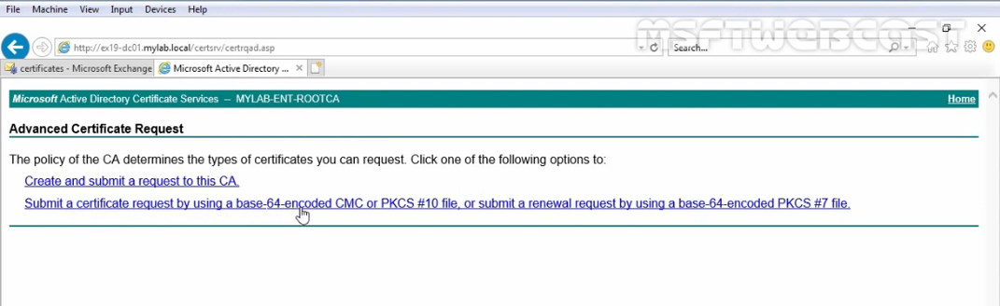 File Machine View Input Devices Help
MSFTWEBCAST
http://ex19-dc01.mylab.local/certsrv/certrqad.asp
Search...
certificates - Microsoft Exchange
Microsoft Active Directory ...
Microsoft Active Directory Certificate Services -- MYLAB-ENT-ROOTCA
Home
Advanced Certificate Request
The policy of the CA determines the types of certificates you can request. Click one of the following options to:
Create and submit a request to this CA.
Submit a certificate request by using a base-64-encoded CMC or PKCS #10 file, or submit a renewal request by using a base-64-encoded PKCS #7 file.